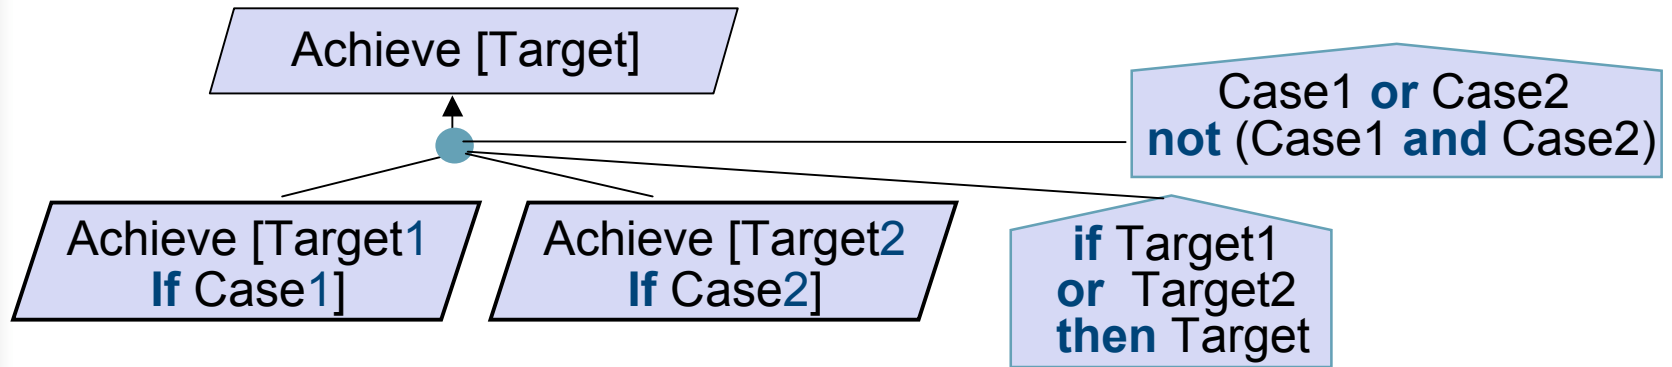 Achieve [Target]
Case1 or Case2
not (Case1 and Case2)
Achieve [Target1
If Case1]
Achieve [Target2
If Case2]
if Target1
or Target2
then Target